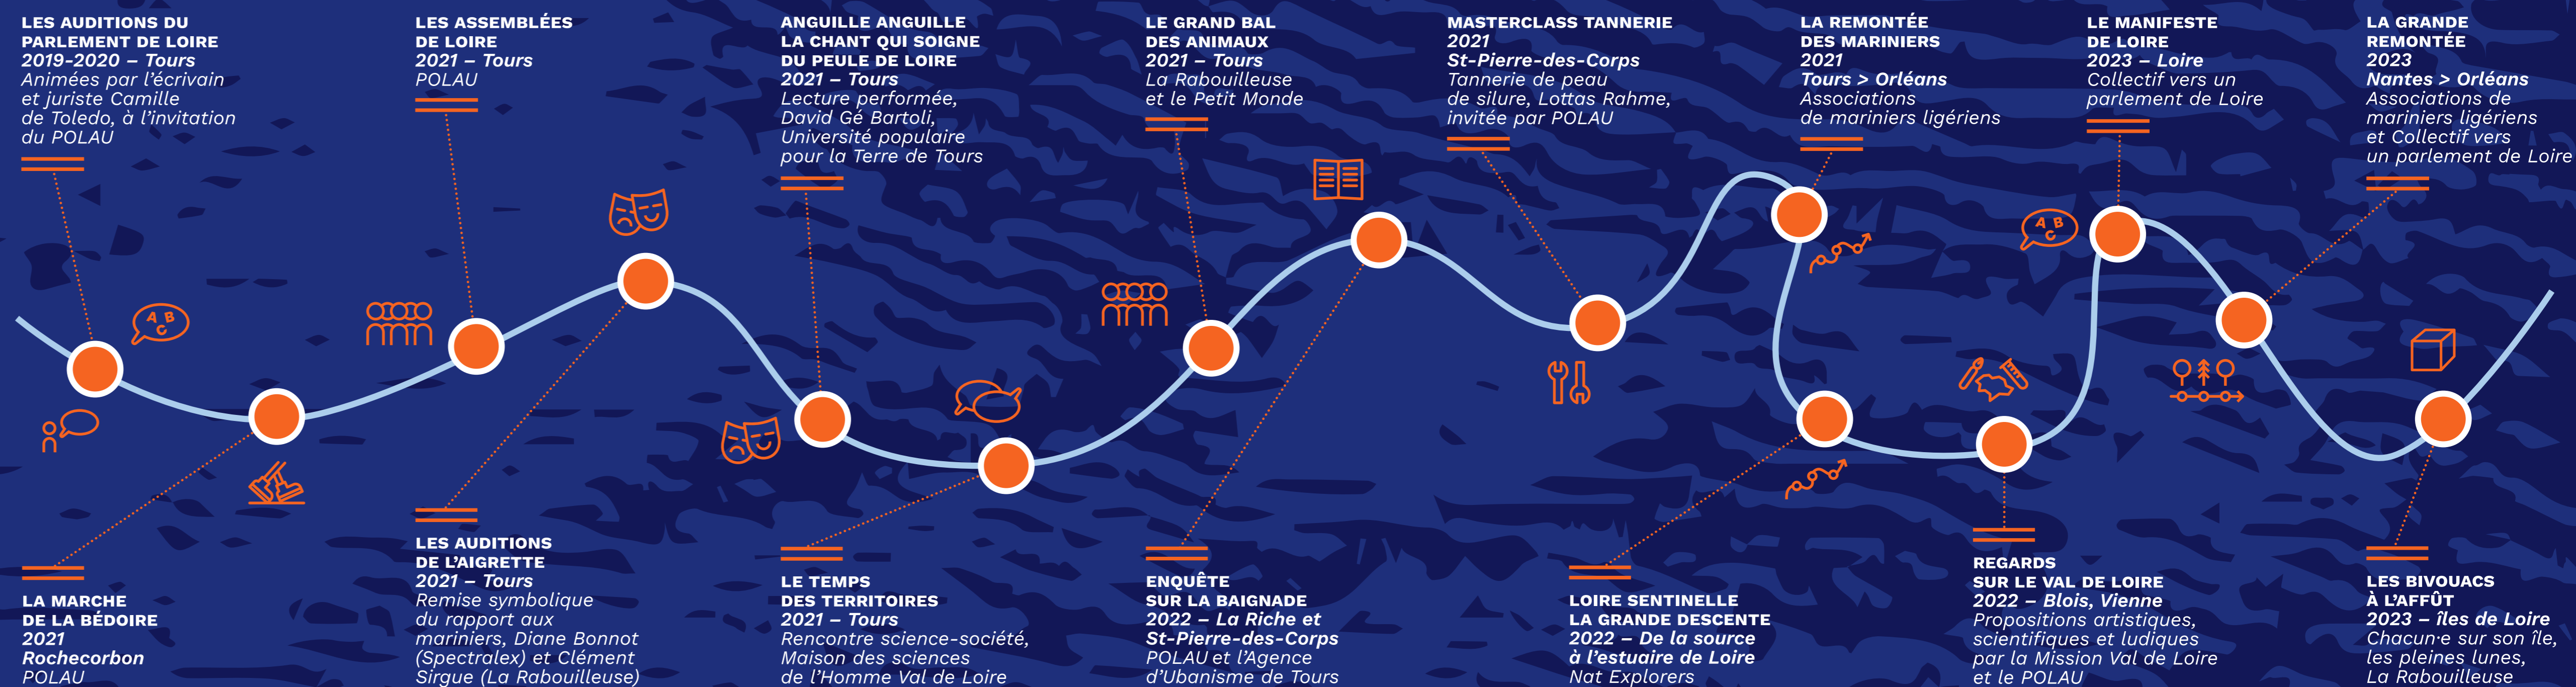 LES AUDITIONS DU
PARLEMENT DE LOIRE
2019-2020 – Tours
Animées par l'écrivain
et juriste Camille
de Toledo, à l'invitation
du POLAU
LES ASSEMBLÉES
DE LOIRE
2021 – Tours
POLAU
ANGUILLE ANGUILLE
LA CHANT QUI SOIGNE
DU PEULE DE LOIRE
2021 – Tours
Lecture performée,
David Gé Bartoli,
Université populaire
pour la Terre de Tours
LE GRAND BAL
DES ANIMAUX
2021 – Tours
La Rabouilleuse
et le Petit Monde
MASTERCLASS TANNERIE
2021
St-Pierre-des-Corps
Tannerie de peau
de silure, Lottas Rahme,
invitée par POLAU
LA REMONTÉE
DES MARINIERS
2021
Tours > Orléans
Associations
de mariniers ligériens
LE MANIFESTE
DE LOIRE
2023 – Loire
Collectif vers un
parlement de Loire
LA GRANDE
REMONTÉE
2023
Nantes > Orléans
Associations de
mariniers ligériens
et Collectif vers
un parlement de Loire
A B
C
A B
C
LA MARCHE
DE LA BÉDOIRE
2021
Rochecorbon
POLAU
LES AUDITIONS
DE L'AIGRETTE
2021 – Tours
Remise symbolique
du rapport aux
mariniers, Diane Bonnot
(Spectralex) et Clément
Sirgue (La Rabouilleuse)
LE TEMPS
DES TERRITOIRES
2021 – Tours
Rencontre science-société,
Maison des sciences
de l'Homme Val de Loire
ENQUÊTE
SUR LA BAIGNADE
2022 – La Riche et
St-Pierre-des-Corps
POLAU et l'Agence
d'Ubanisme de Tours
LOIRE SENTINELLE
LA GRANDE DESCENTE
2022 – De la source
à l'estuaire de Loire
Nat Explorers
REGARDS
SUR LE VAL DE LOIRE
2022 – Blois, Vienne
Propositions artistiques,
scientifiques et ludiques
par la Mission Val de Loire
et le POLAU
LES BIVOUACS
À L'AFFÛT
2023 – îles de Loire
Chacun·e sur son île,
les pleines lunes,
La Rabouilleuse